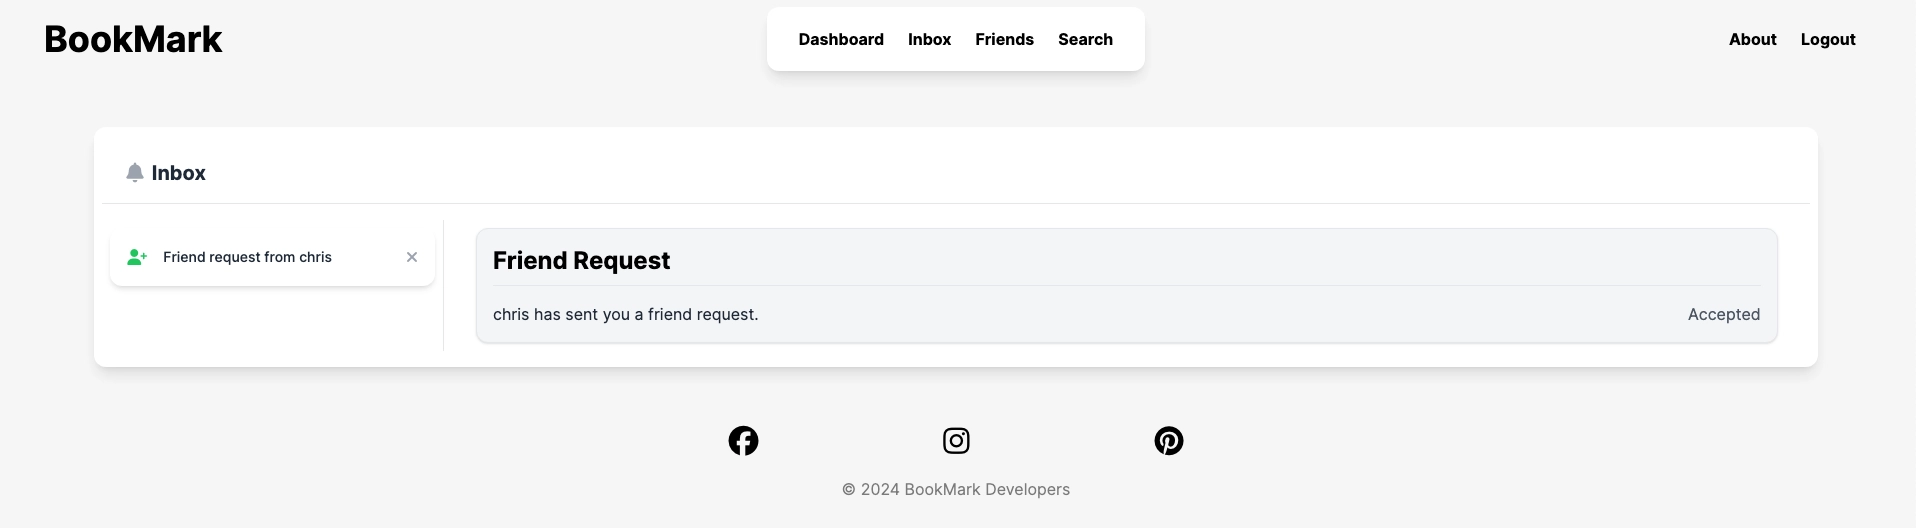 BookMark
Dashboard Inbox Friends Search
About Logout
Inbox
Friend request from chris
Friend Request
chris has sent you a friend request.
Accepted
© 2024 BookMark Developers